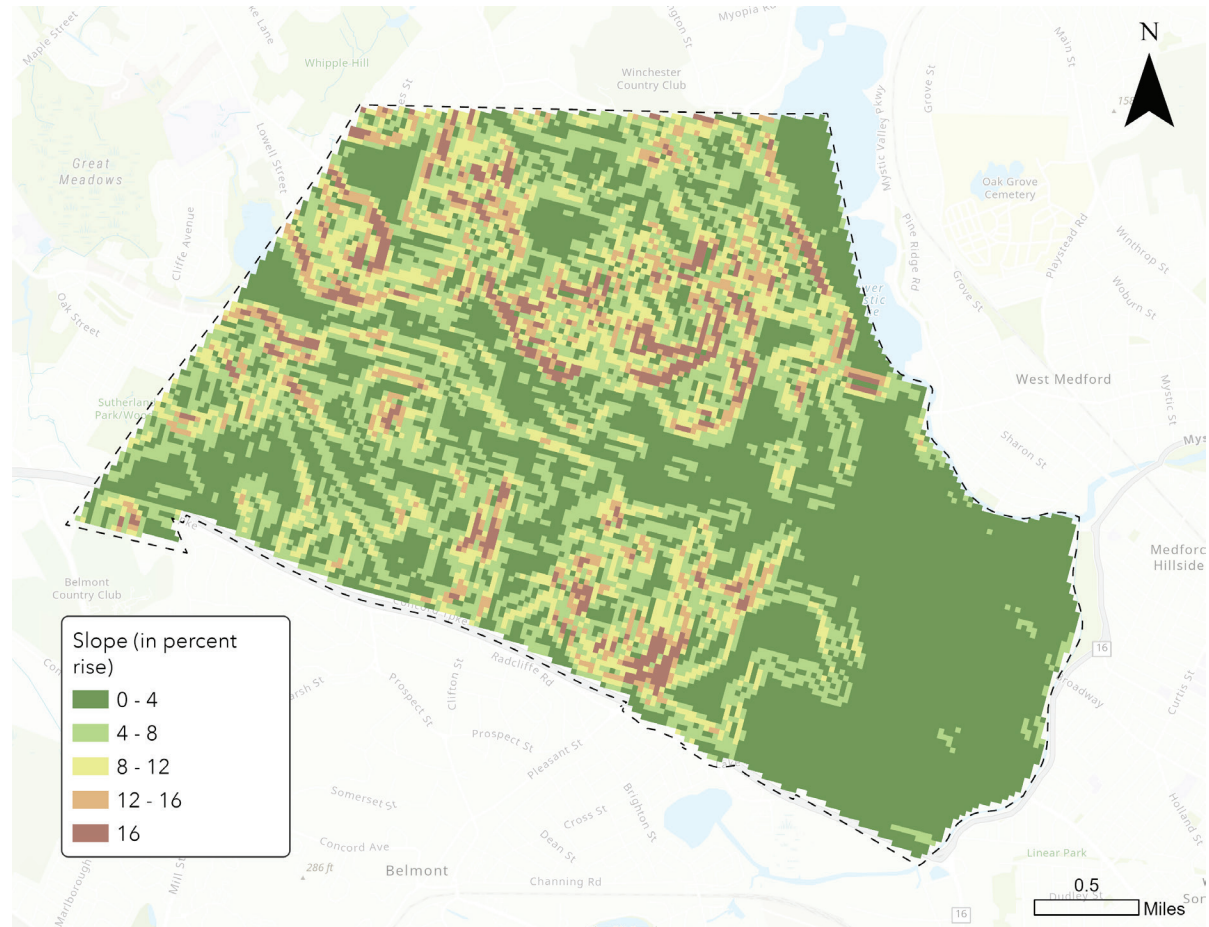 Myopia Rd
Maple Street
Whipple Hill
Winchester
Country Club
Main St
N
Grove St
Mystic Valley Pkwy
Lowell Street
Great
Meadows
Oak Grove
Cemetery
Cliffe Avenue
Pine Ridge Rd
Playstead Rd
Winthrop St
Grove St
Woburn St
Oak Street
West Medford
Mystic St
Sutherland
Sharon St
Belmont
Country Club
Medford
Hillside
16
Radcliffe Rd
Curtis St
Clifton St
Prospect St
Prospect St
Pleasant St
Slope (in percent
rise)
0 - 4
4 - 8
8 - 12
12 - 16
16
Somerset St
Cross St
Brighton St
Dean St
Holland St
Concord Ave
286 ft
Belmont
Channing Rd
Mill St
Linear Park
Dudley St
16
0.5
Miles